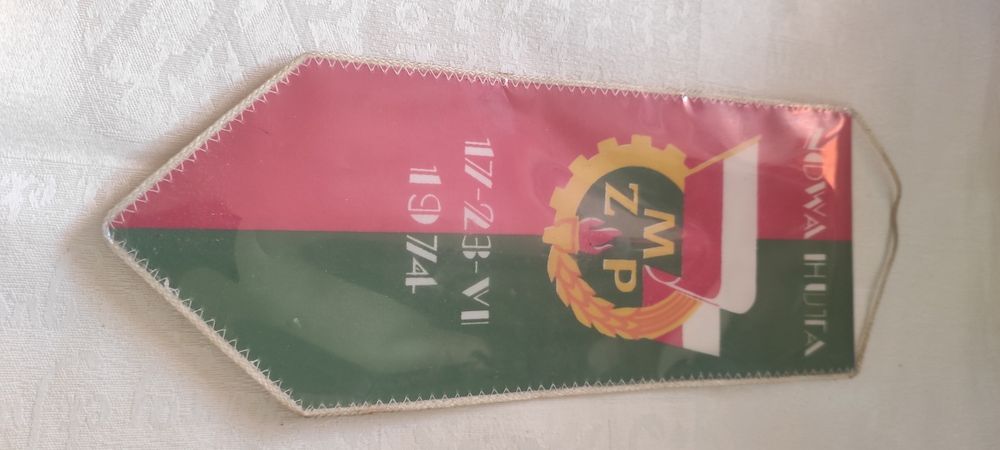 NOWA HUTA
ZMP
17-23-VI
1974